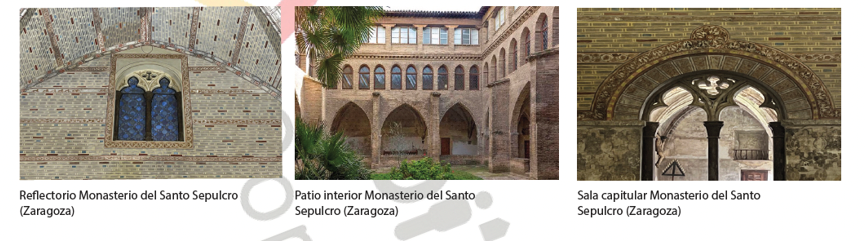 Reflectorio Monasterio del Santo Sepulcro
(Zaragoza)
Patio interior Monasterio del Santo
Sepulcro (Zaragoza)
Sala capitular Monasterio del Santo
Sepulcro (Zaragoza)